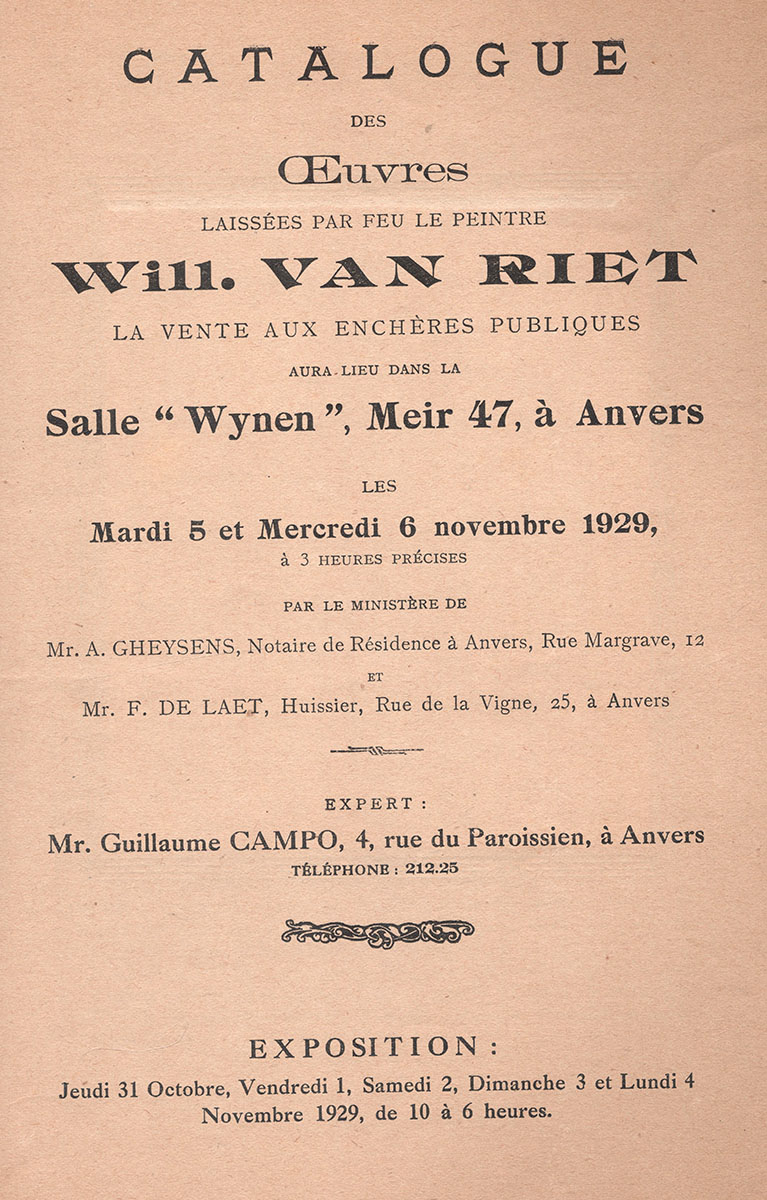 CATALOGUE
DES
Œuvres
LAISSÉES PAR FEU LE PEINTRE
Will. VAN RIET
LA VENTE AUX ENCHÈRES PUBLIQUES
AURA-LIEU DANS LA
Salle “ Wynen ”, Meir 47, à Anvers
LES
Mardi 5 et Mercredi 6 novembre 1929,
à 3 HEURES PRÉCISES
PAR LE MINISTÈRE DE
Mr. A. GHEYSENS, Notaire de Résidence à Anvers, Rue Margrave, 12
ET
Mr. F. DE LAET, Huissier, Rue de la Vigne, 25, à Anvers
EXPERT :
Mr. Guillaume CAMPO, 4, rue du Paroissien, à Anvers
TÉLÉPHONE : 212.25
EXPOSITION :
Jeudi 31 Octobre, Vendredi 1, Samedi 2, Dimanche 3 et Lundi 4
Novembre 1929, de 10 à 6 heures.